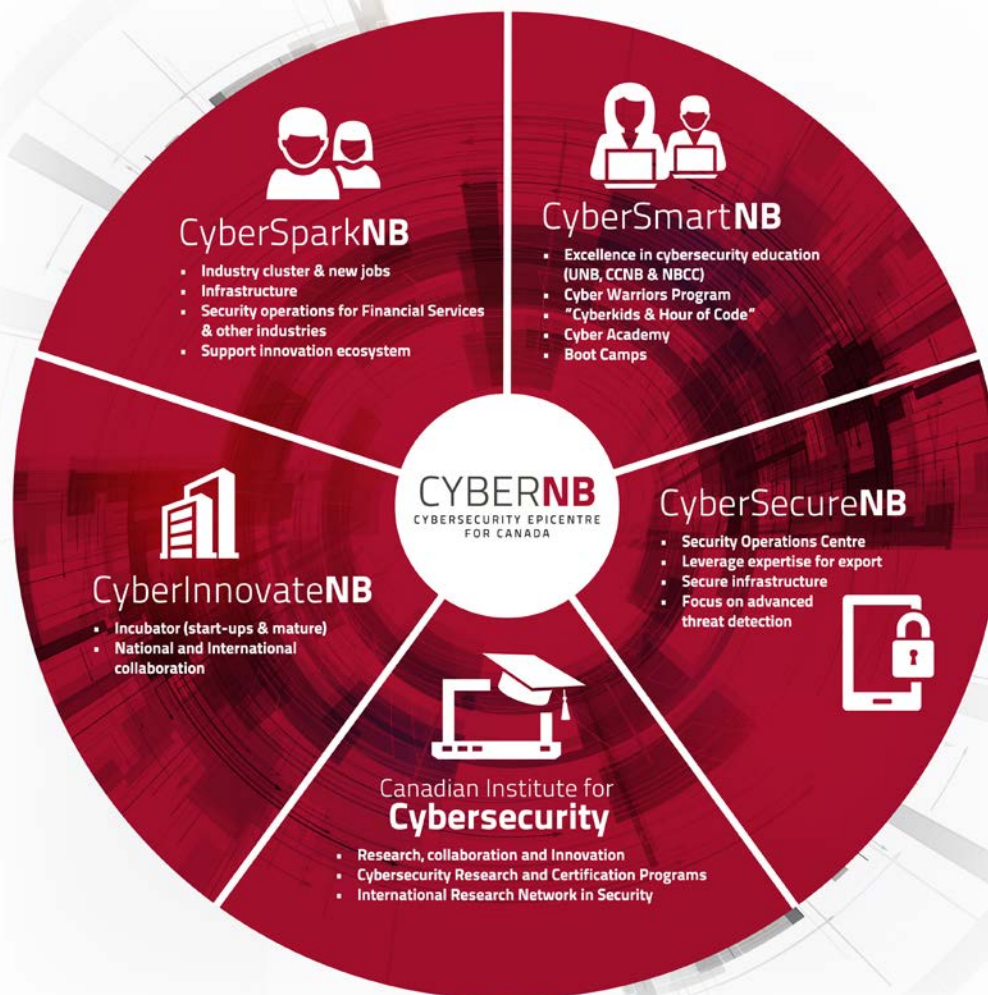 CyberSparkNB
▪ Industry cluster & new jobs
▪ Infrastructure
▪ Security operations for Financial Services
& other industries
▪ Support innovation ecosystem
CyberSmartNB
▪ Excellence in cybersecurity education
(UNB, CCNB & NBCC)
▪ Cyber Warriors Program
▪ "Cyberkids & Hour of Code"
▪ Cyber Academy
▪ Boot Camps
CYBERNB
CYBERSECURITY EPICENTRE
FOR CANADA
CyberSecureNB
▪ Security Operations Centre
▪ Leverage expertise for export
▪ Secure infrastructure
▪ Focus on advanced
threat detection
CyberInnovateNB
▪ Incubator (start-ups & mature)
▪ National and International
collaboration
Canadian Institute for
Cybersecurity
▪ Research, collaboration and Innovation
▪ Cybersecurity Research and Certification Programs
▪ International Research Network in Security